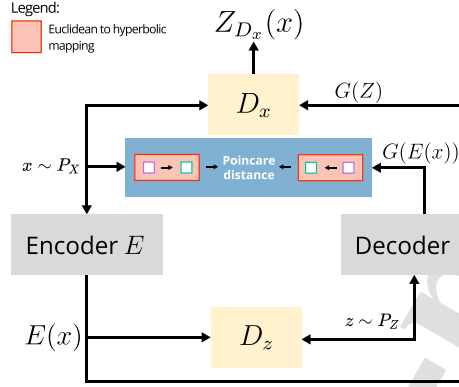 Legend:
Euclidean to hyperbolic
mapping
Z_{D_x}(x)
D_x
G(Z)
x ∼ P_X
Poincare
distance
G(E(x))
Encoder E
Decoder
E(x)
D_z
z ∼ P_Z